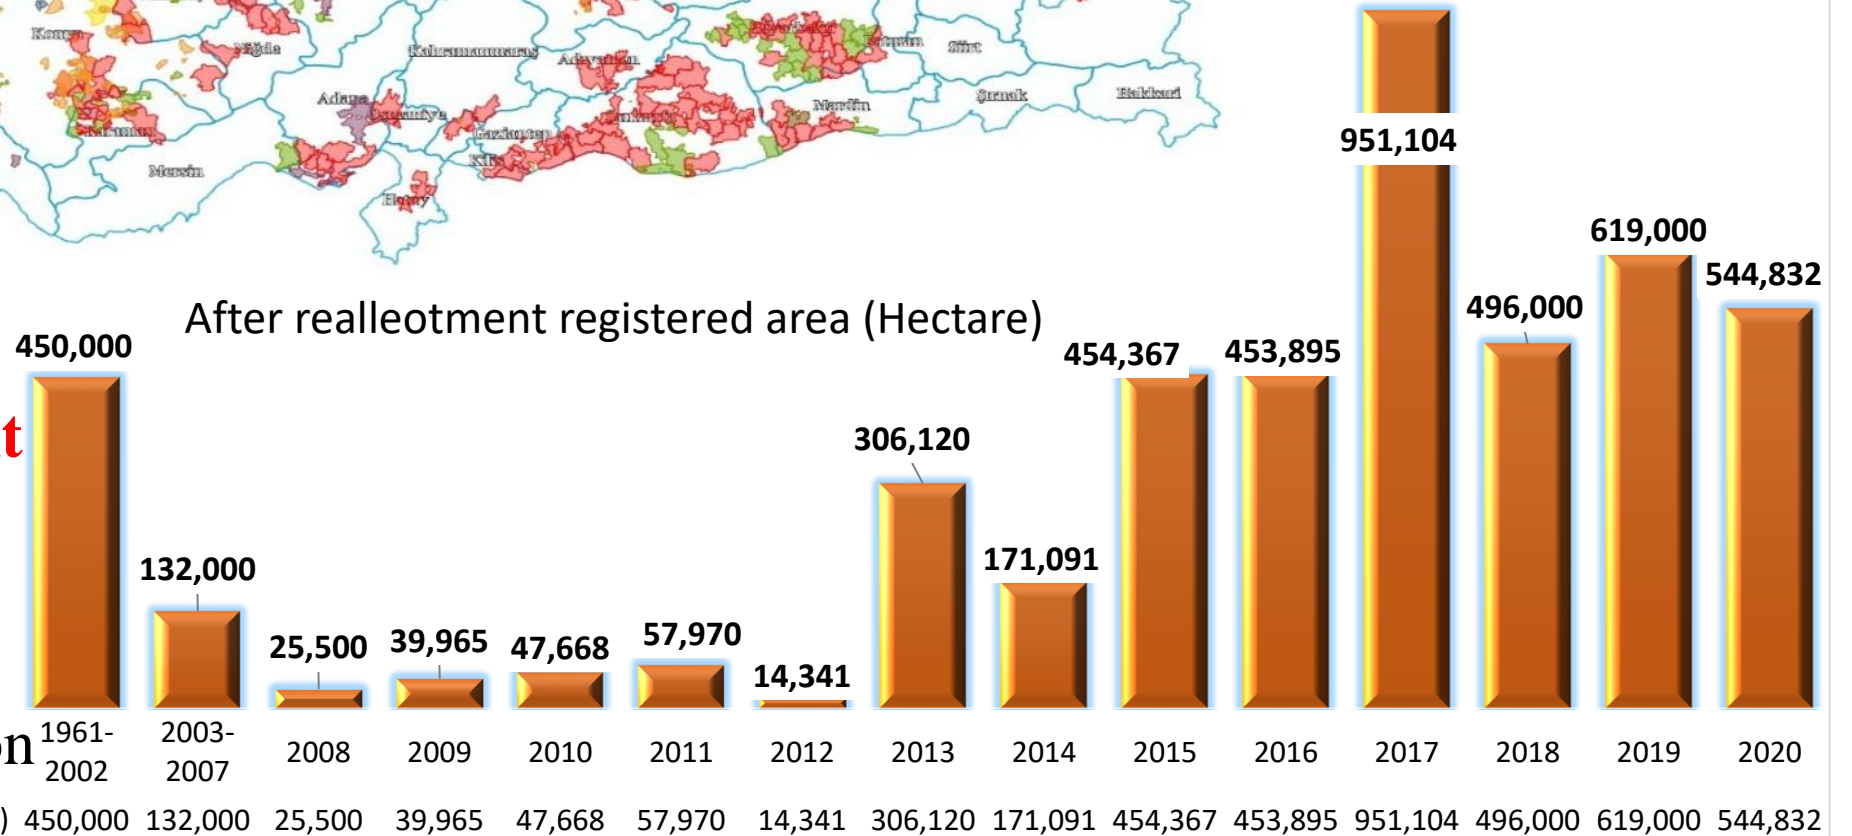 Konya
Niğde
Kahramanmaraş
Adıyaman
Batman
Siirt
Adana
Osmaniye
Mardin
Şırnak
Hakkari
Karaman
Gaziantep
Kilis
Mersin
Hatay
951,104
619,000
544,832
496,000
After realleotment registered area (Hectare)
450,000
454,367
453,895
t
306,120
132,000
171,091
25,500
39,965
47,668
57,970
14,341
on
1961-2002 2003-2007 2008 2009 2010 2011 2012 2013 2014 2015 2016 2017 2018 2019 2020
) 450,000 132,000 25,500 39,965 47,668 57,970 14,341 306,120 171,091 454,367 453,895 951,104 496,000 619,000 544,832